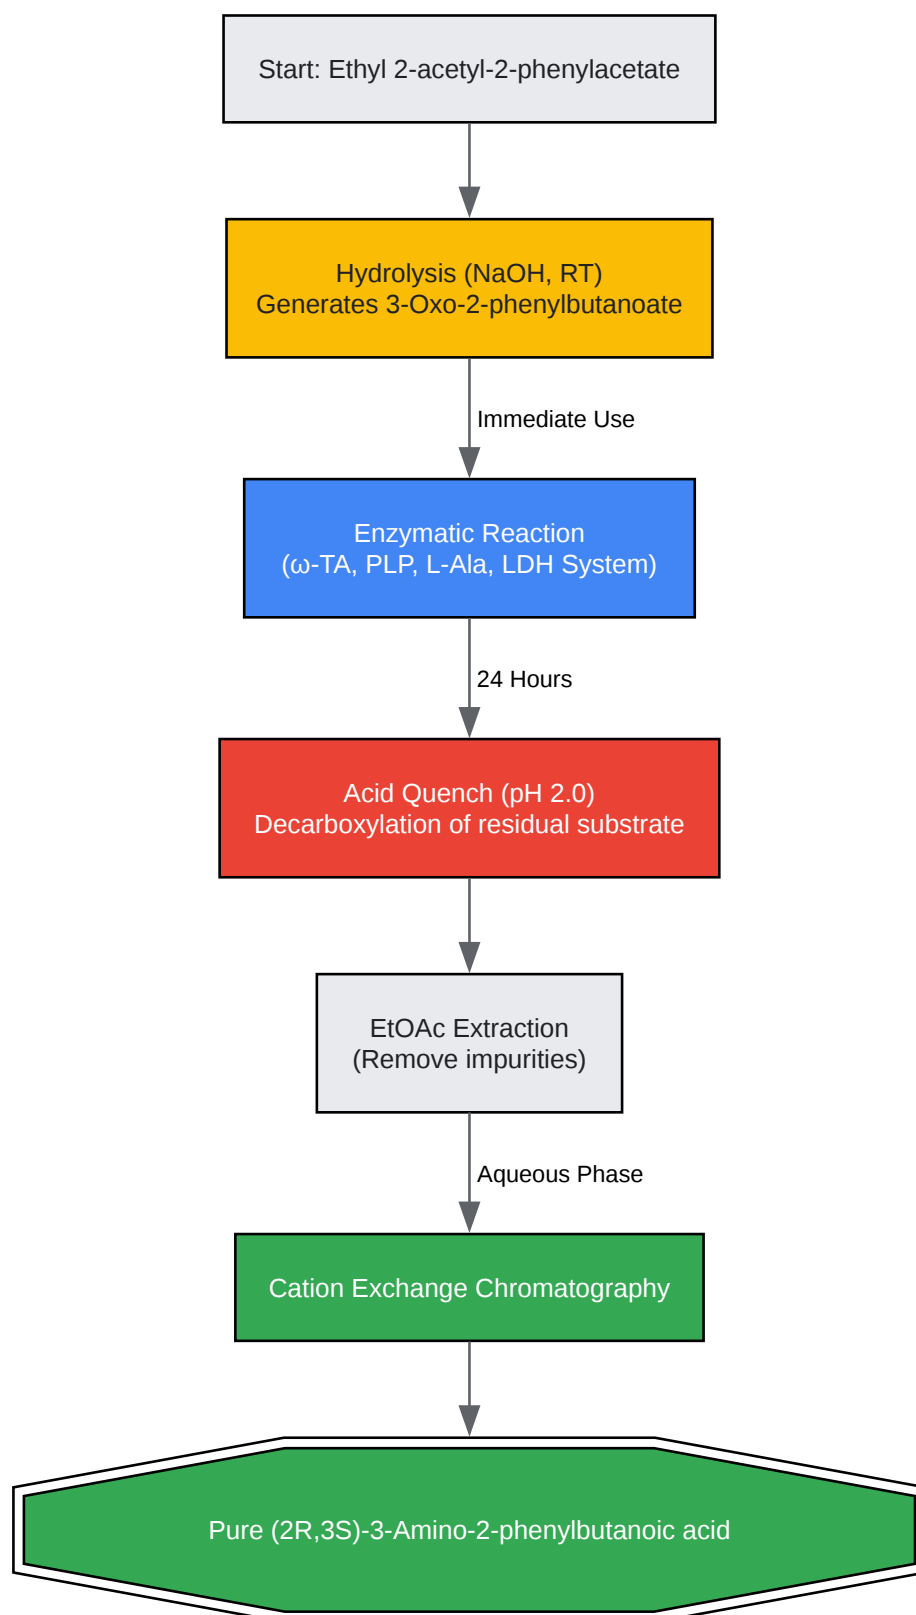 Start: Ethyl 2-acetyl-2-phenylacetate
Hydrolysis (NaOH, RT)
Generates 3-Oxo-2-phenylbutanoate
Immediate Use
Enzymatic Reaction
(ω-TA, PLP, L-Ala, LDH System)
24 Hours
Acid Quench (pH 2.0)
Decarboxylation of residual substrate
EtOAc Extraction
(Remove impurities)
Aqueous Phase
Cation Exchange Chromatography
Pure (2R,3S)-3-Amino-2-phenylbutanoic acid